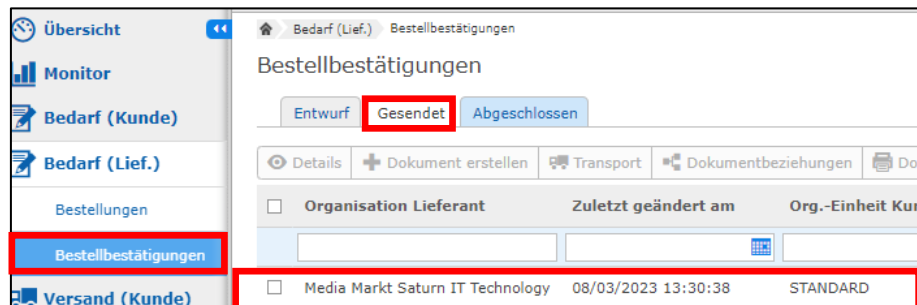 Übersicht
Monitor
Bedarf (Kunde)
Bedarf (Lief.)
Bestellungen
Bestellbestätigungen
Versand (Kunde)
Bedarf (Lief.) Bestellbestätigungen
Bestellbestätigungen
Entwurf Gesendet Abgeschlossen
Details Dokument erstellen Transport Dokumentbeziehungen
Organisation Lieferant Zuletzt geändert am Org.-Einheit
Media Markt Saturn IT Technology 08/03/2023 13:30:38 STANDARD